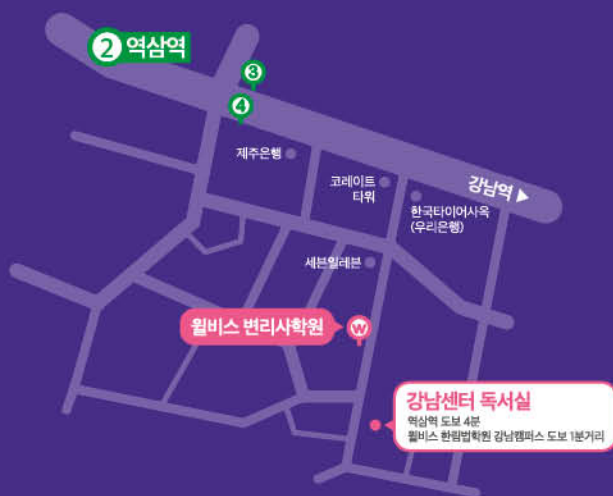 2 역삼역
3
4
제주은행
코레이트
타워
강남역 ▶
한국타이어사옥
(우리은행)
세븐일레븐
윌비스 변리사학원
W
강남센터 독서실
역삼역 도보 4분
윌비스 한림법학원 강남캠퍼스 도보 1분거리